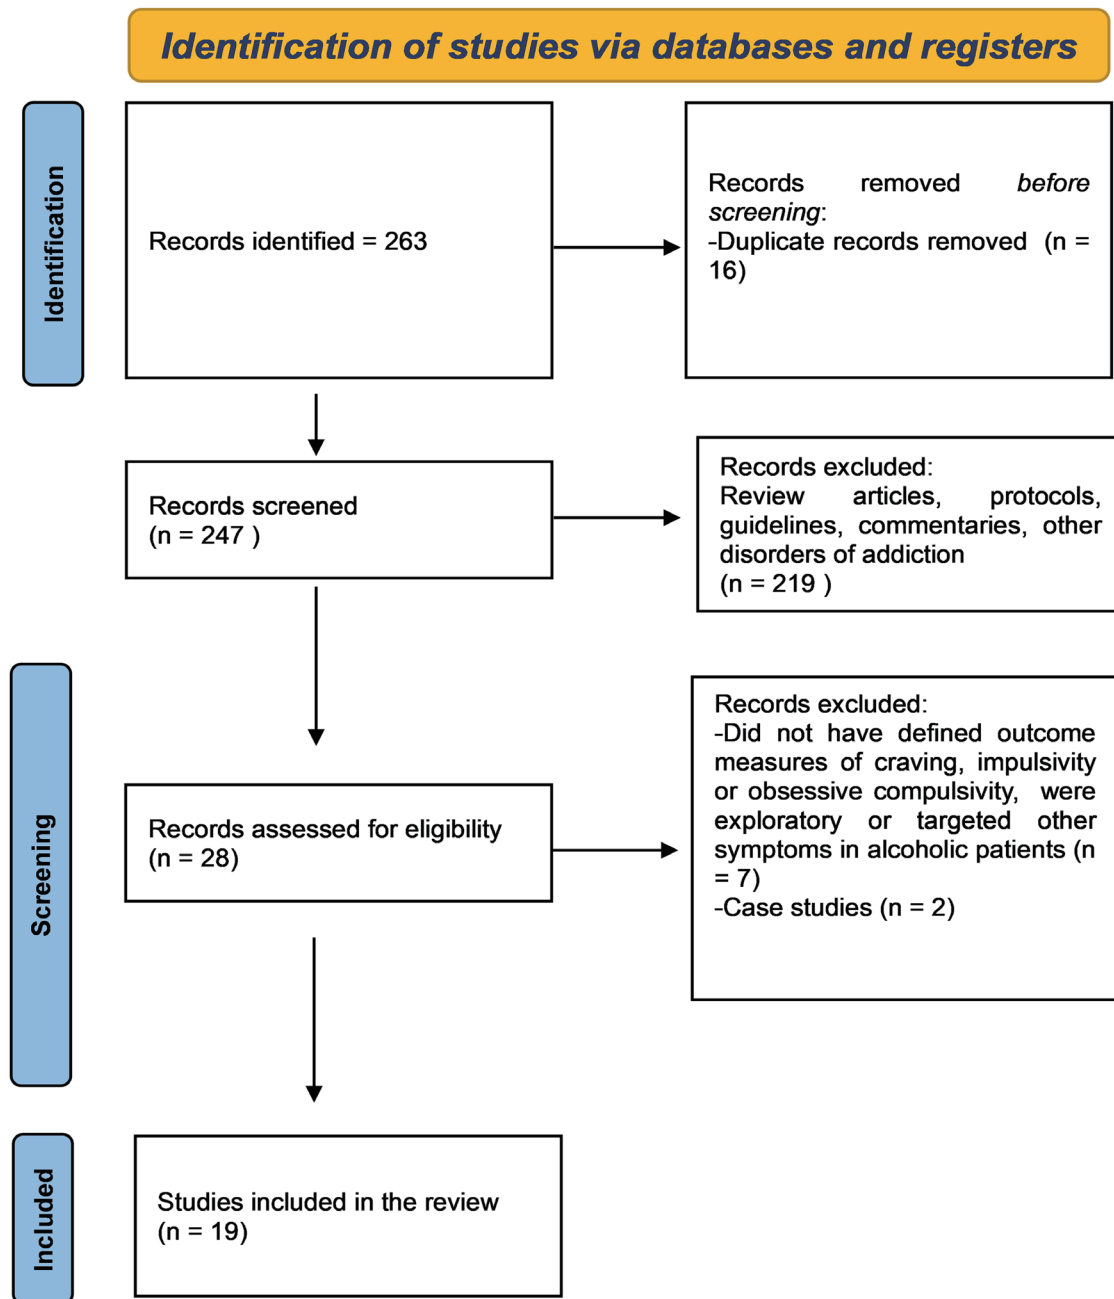 Identification of studies via databases and registers
Identification
Records identified = 263
Records removed before
screening:
-Duplicate records removed (n =
16)
Records screened
(n = 247 )
Records excluded:
Review articles, protocols,
guidelines, commentaries, other
disorders of addiction
(n = 219 )
Screening
Records assessed for eligibility
(n = 28)
Records excluded:
-Did not have defined outcome
measures of craving, impulsivity
or obsessive compulsivity, were
exploratory or targeted other
symptoms in alcoholic patients (n
= 7)
-Case studies (n = 2)
Included
Studies included in the review
(n = 19)